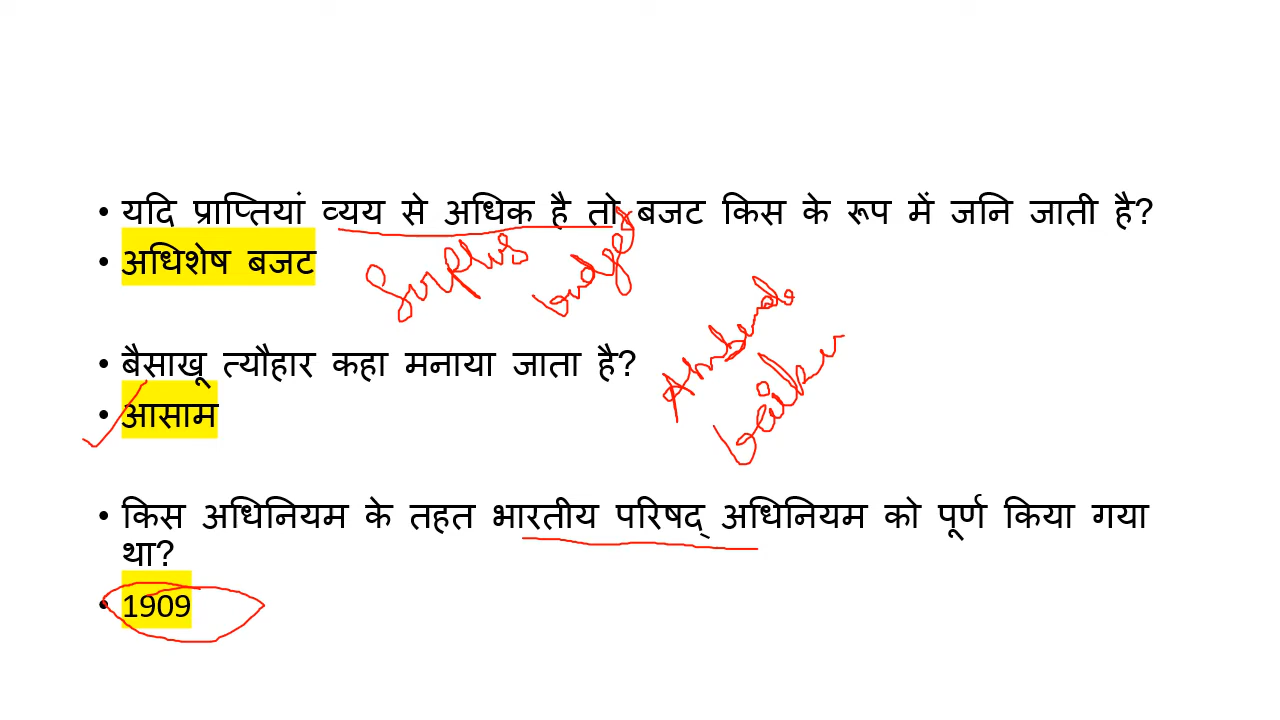 • यदि प्राप्तियां व्यय से अधिक है तो बजट किस के रूप में जनि जाती है?
• अधिशेष बजट
Surplus budget
• बैसाखू त्यौहार कहा मनाया जाता है?
• आसाम
• किस अधिनियम के तहत भारतीय परिषद् अधिनियम को पूर्ण किया गया
था?
• 1909